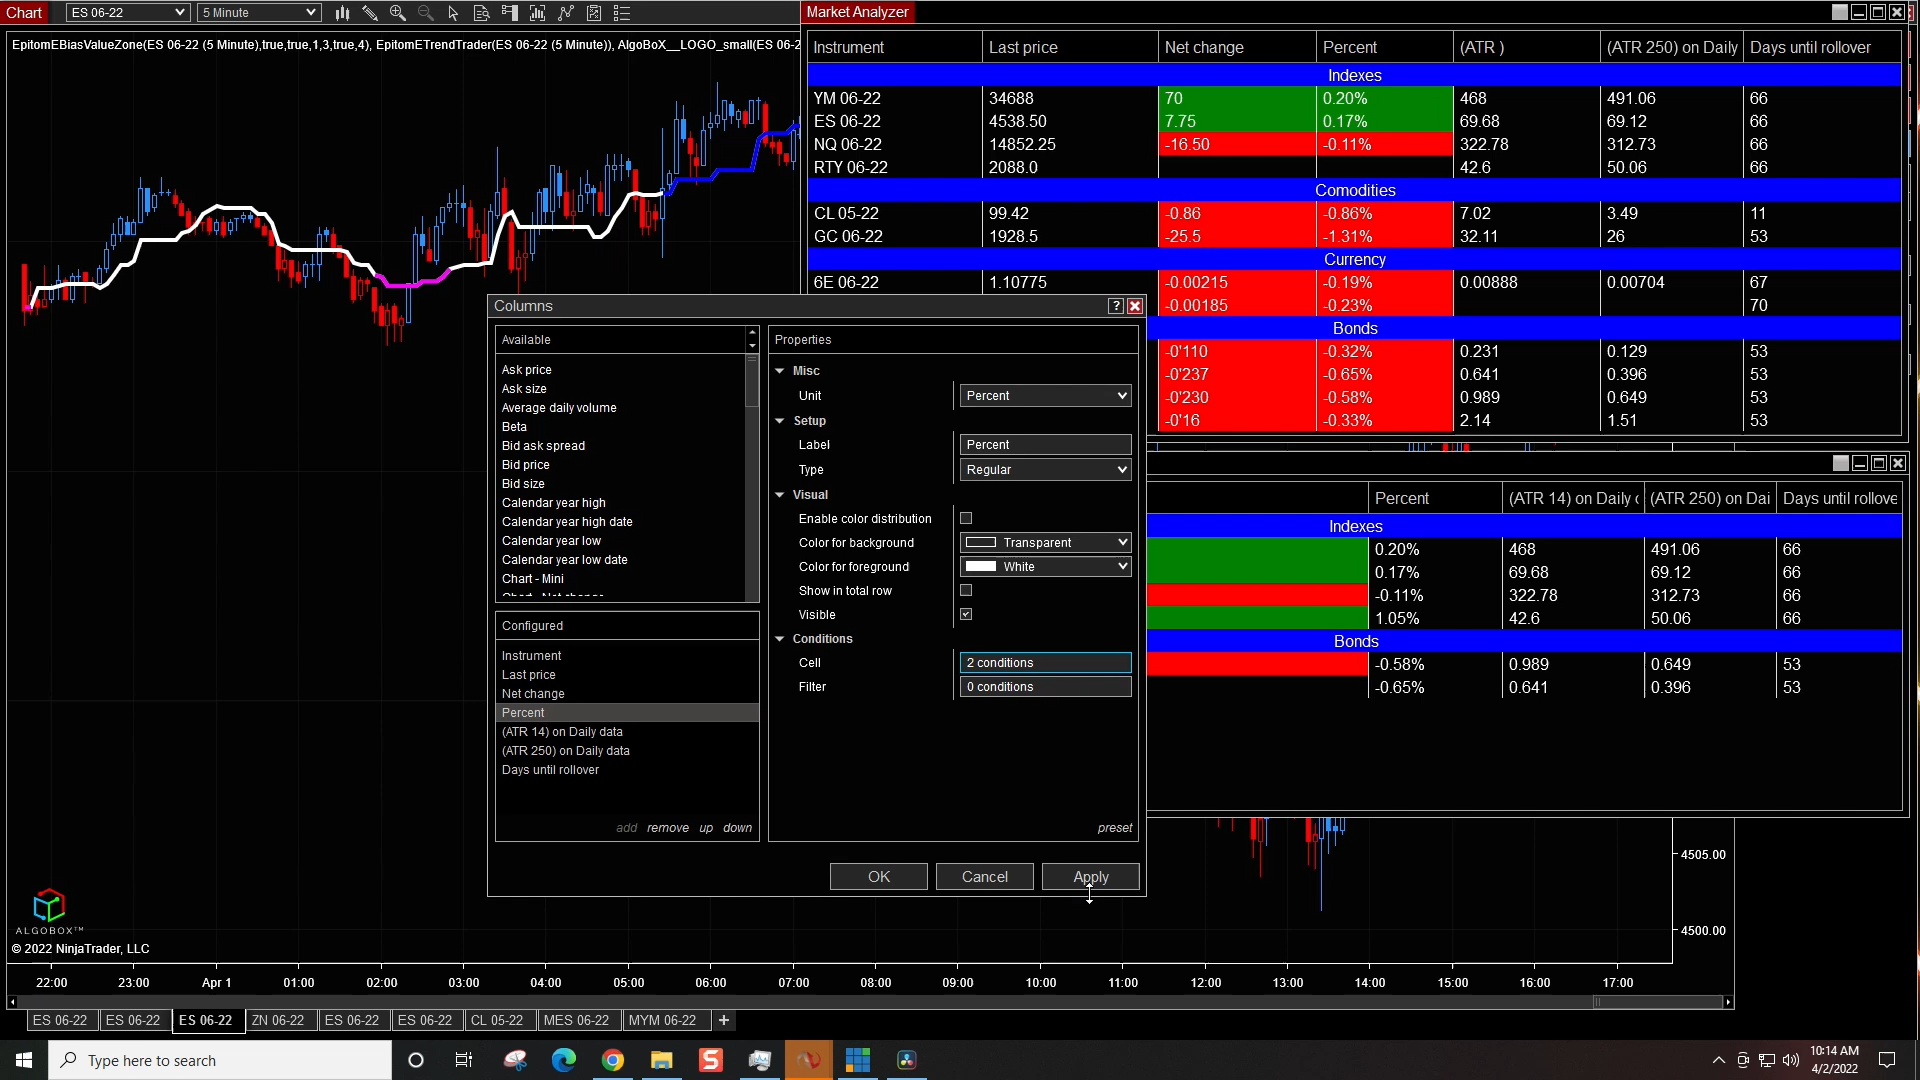 Chart
ES 06-22
5 Minute
EpitomEBiasValueZone(ES 06-22 (5 Minute),true,true,1,3,true,4), EpitomETrendTrader(ES 06-22 (5 Minute)), AlgoBoX__LOGO_small(ES 06-2
Market Analyzer
Instrument Last price Net change Percent (ATR ) (ATR 250) on Daily Days until rollover
Indexes
YM 06-22 34688 70 0.20% 468 491.06 66
ES 06-22 4538.50 7.75 0.17% 69.68 69.12 66
NQ 06-22 14852.25 -16.50 -0.11% 322.78 312.73 66
RTY 06-22 2088.0 42.6 50.06 66
Comodities
CL 05-22 99.42 -0.86 -0.86% 7.02 3.49 11
GC 06-22 1928.5 -25.5 -1.31% 32.11 26 53
Currency
6E 06-22 1.10775 -0.00215 -0.19% 0.00888 0.00704 67
-0.00185 -0.23% 70
Bonds
-0'110 -0.32% 0.231 0.129 53
-0'237 -0.65% 0.641 0.396 53
-0'230 -0.58% 0.989 0.649 53
-0'16 -0.33% 2.14 1.51 53
Columns
?
Available
Ask price
Ask size
Average daily volume
Beta
Bid ask spread
Bid price
Bid size
Calendar year high
Calendar year high date
Calendar year low
Calendar year low date
Chart - Mini
Configured
Instrument
Last price
Net change
Percent
(ATR 14) on Daily data
(ATR 250) on Daily data
Days until rollover
add remove up down
Properties
Misc
Unit Percent
Setup
Label Percent
Type Regular
Visual
Enable color distribution
Color for background Transparent
Color for foreground White
Show in total row
Visible
Conditions
Cell 2 conditions
Filter 0 conditions
preset
OK Cancel Apply
Percent (ATR 14) on Daily (ATR 250) on Dai Days until rollove
Indexes
0.20% 468 491.06 66
0.17% 69.68 69.12 66
-0.11% 322.78 312.73 66
1.05% 42.6 50.06 66
Bonds
-0.58% 0.989 0.649 53
-0.65% 0.641 0.396 53
4505.00
4500.00
ALGOBOX™
© 2022 NinjaTrader, LLC
22:00 23:00 Apr 1 01:00 02:00 03:00 04:00 05:00 06:00 07:00 08:00 09:00 10:00 11:00 12:00 13:00 14:00 15:00 16:00 17:00
ES 06-22 ES 06-22 ES 06-22 ZN 06-22 ES 06-22 ES 06-22 CL 05-22 MES 06-22 MYM 06-22 +
Type here to search
10:14 AM
4/2/2022